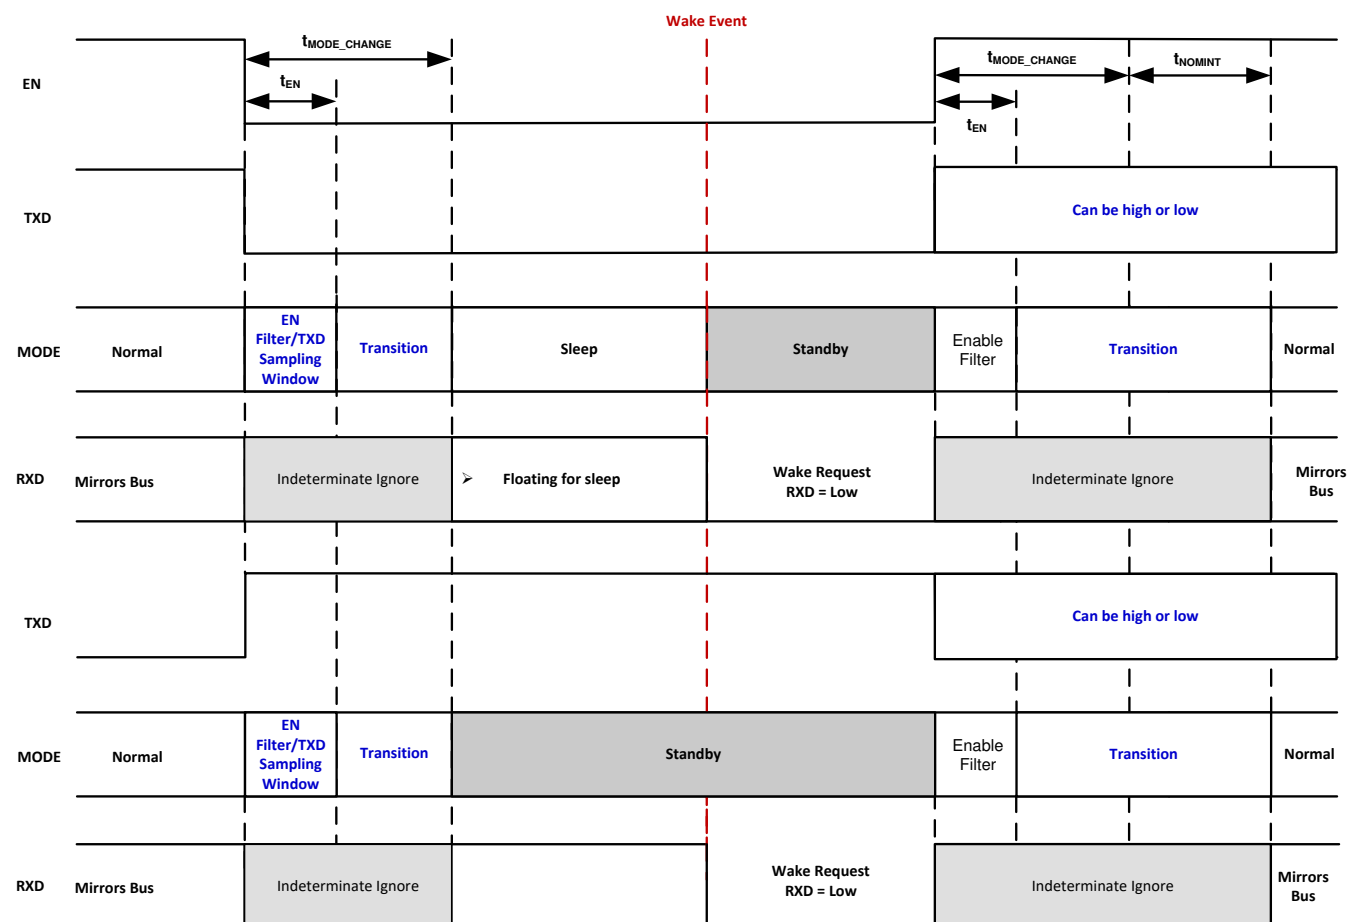 Wake Event
tMODE_CHANGE
tMODE_CHANGE
tNOMINT
EN
tEN
tEN
TXD
Can be high or low
MODE
Normal
EN
Filter/TXD
Sampling
Window
Transition
Sleep
Standby
Enable
Filter
Transition
Normal
RXD
Mirrors Bus
Indeterminate Ignore
➢ Floating for sleep
Wake Request
RXD = Low
Indeterminate Ignore
Mirrors
Bus
TXD
Can be high or low
MODE
Normal
EN
Filter/TXD
Sampling
Window
Transition
Standby
Enable
Filter
Transition
Normal
RXD
Mirrors Bus
Indeterminate Ignore
Wake Request
RXD = Low
Indeterminate Ignore
Mirrors
Bus